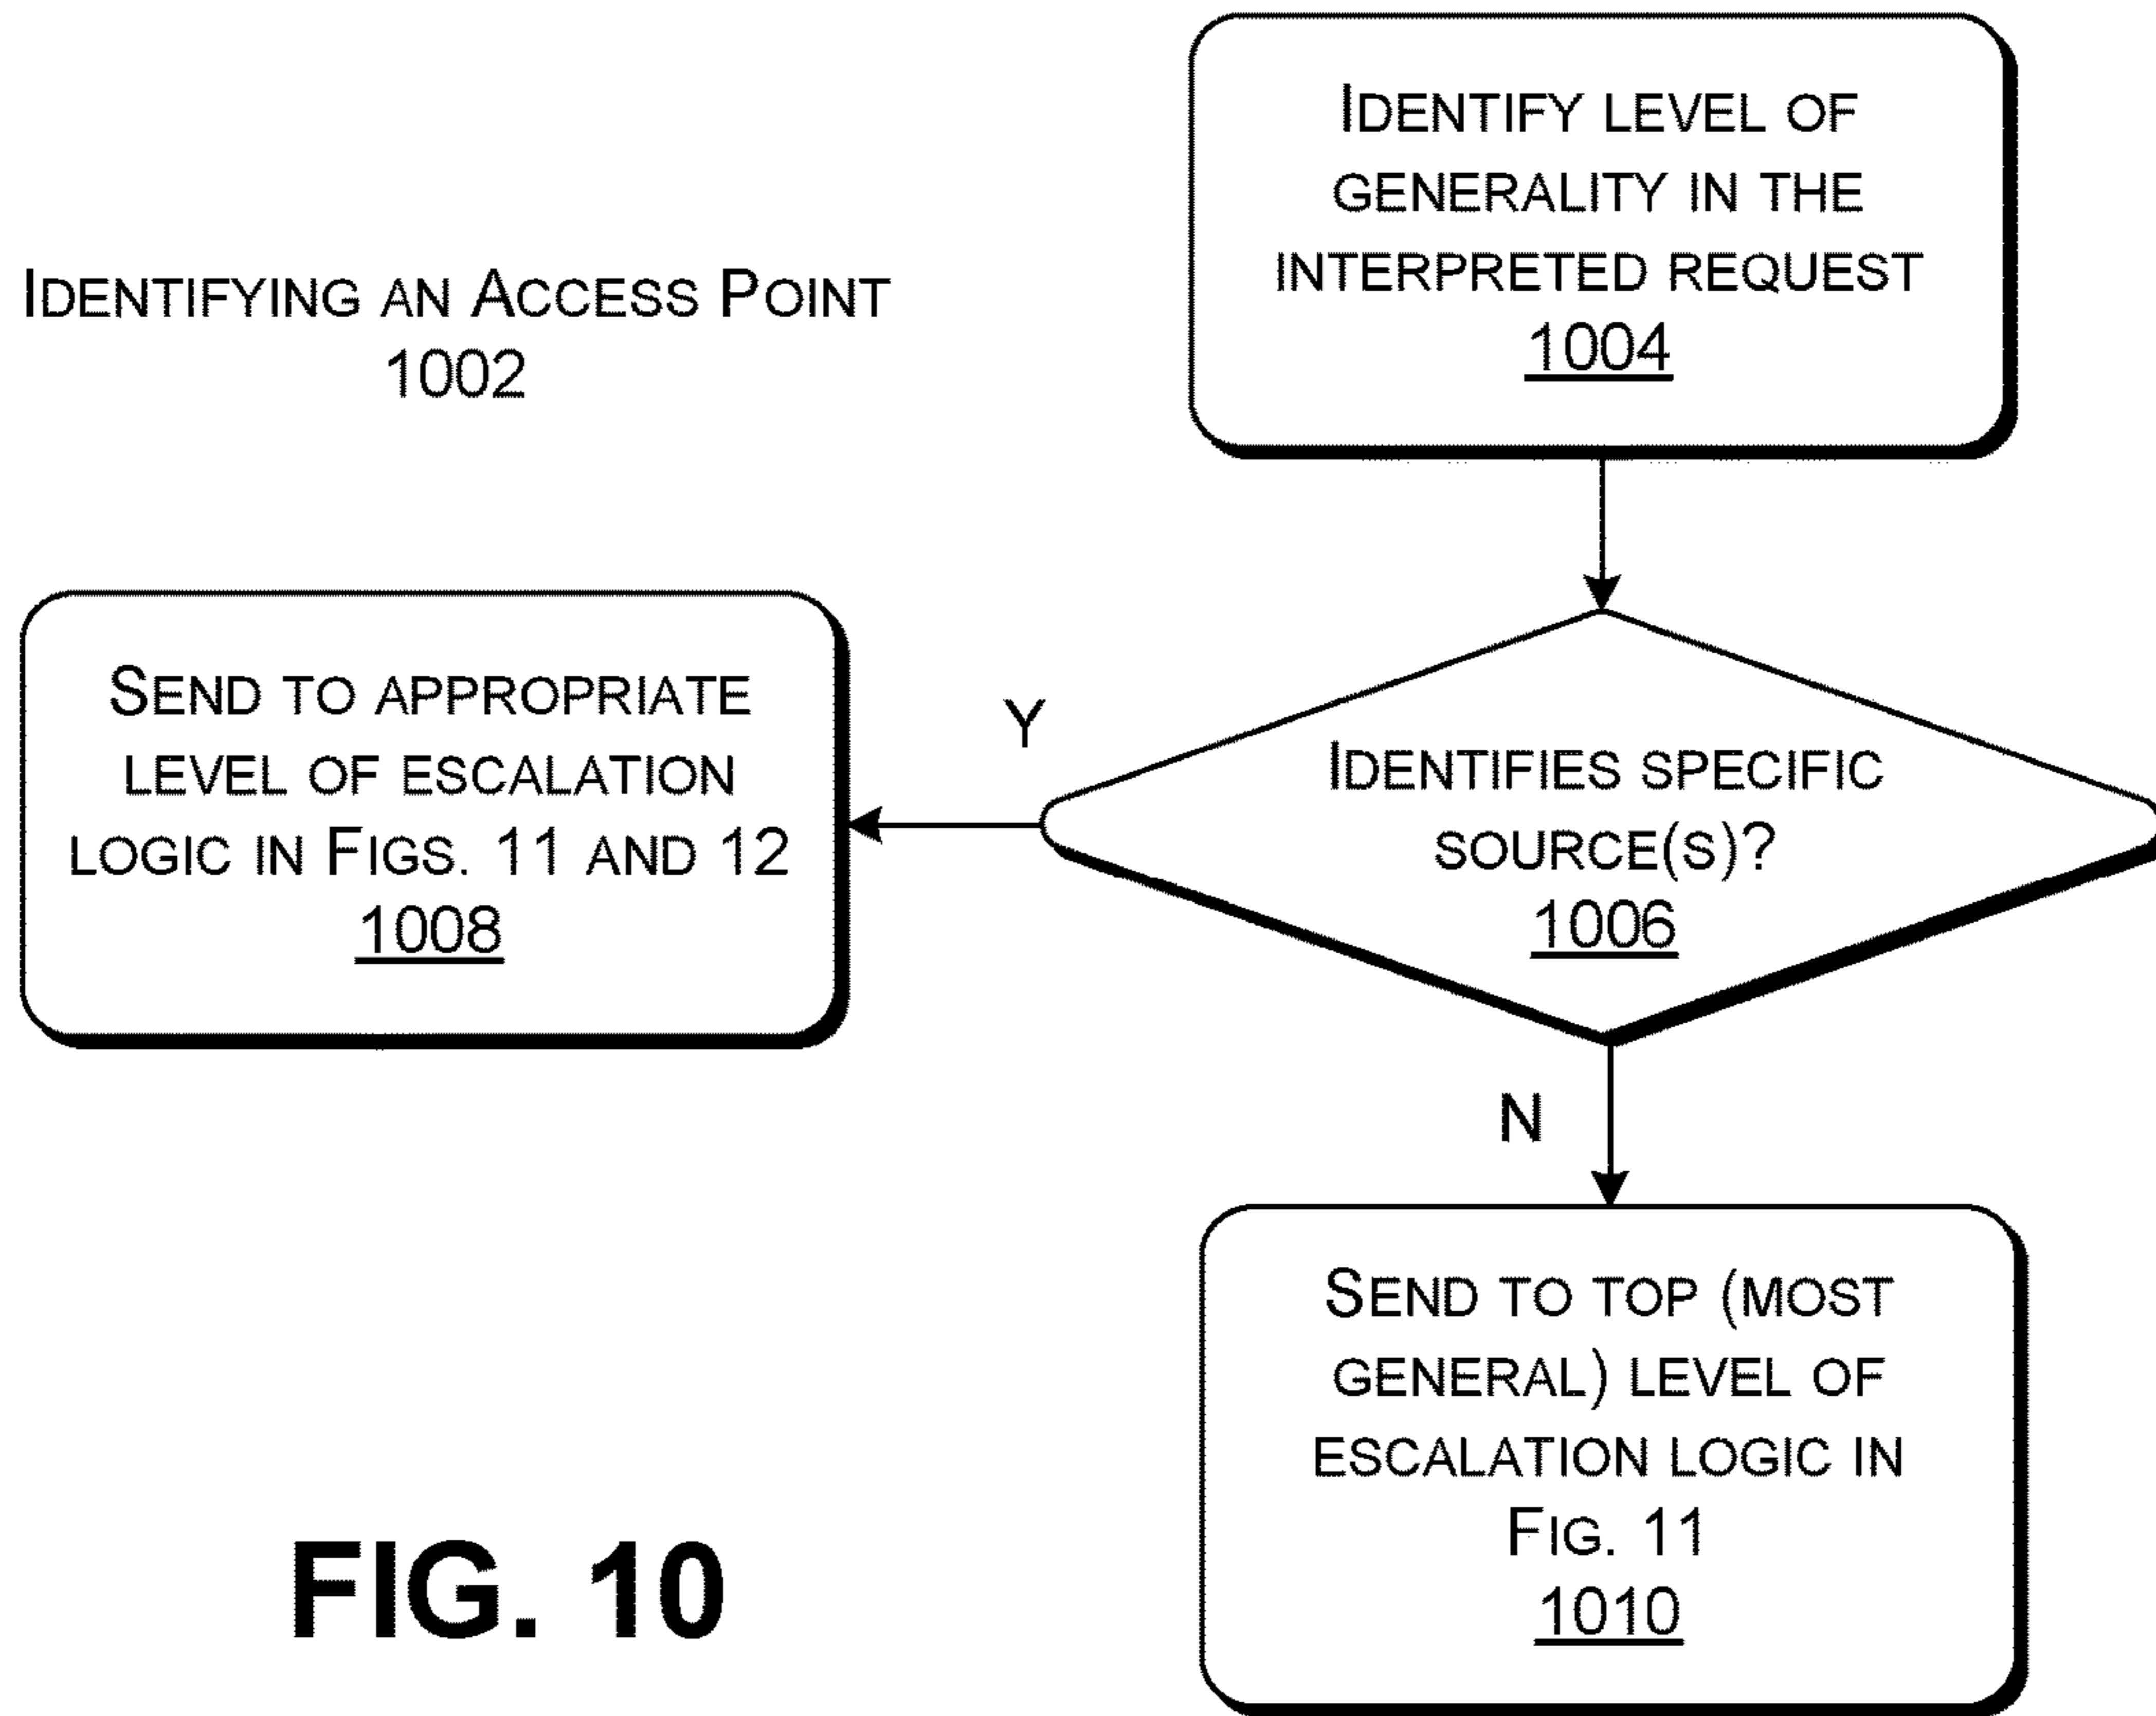 IDENTIFYING AN ACCESS POINT
1002
IDENTIFY LEVEL OF
GENERALITY IN THE
INTERPRETED REQUEST
1004
IDENTIFIES SPECIFIC
SOURCE(S)?
1006
Y
SEND TO APPROPRIATE
LEVEL OF ESCALATION
LOGIC IN FIGS. 11 AND 12
1008
N
SEND TO TOP (MOST
GENERAL) LEVEL OF
ESCALATION LOGIC IN
FIG. 11
1010
FIG. 10